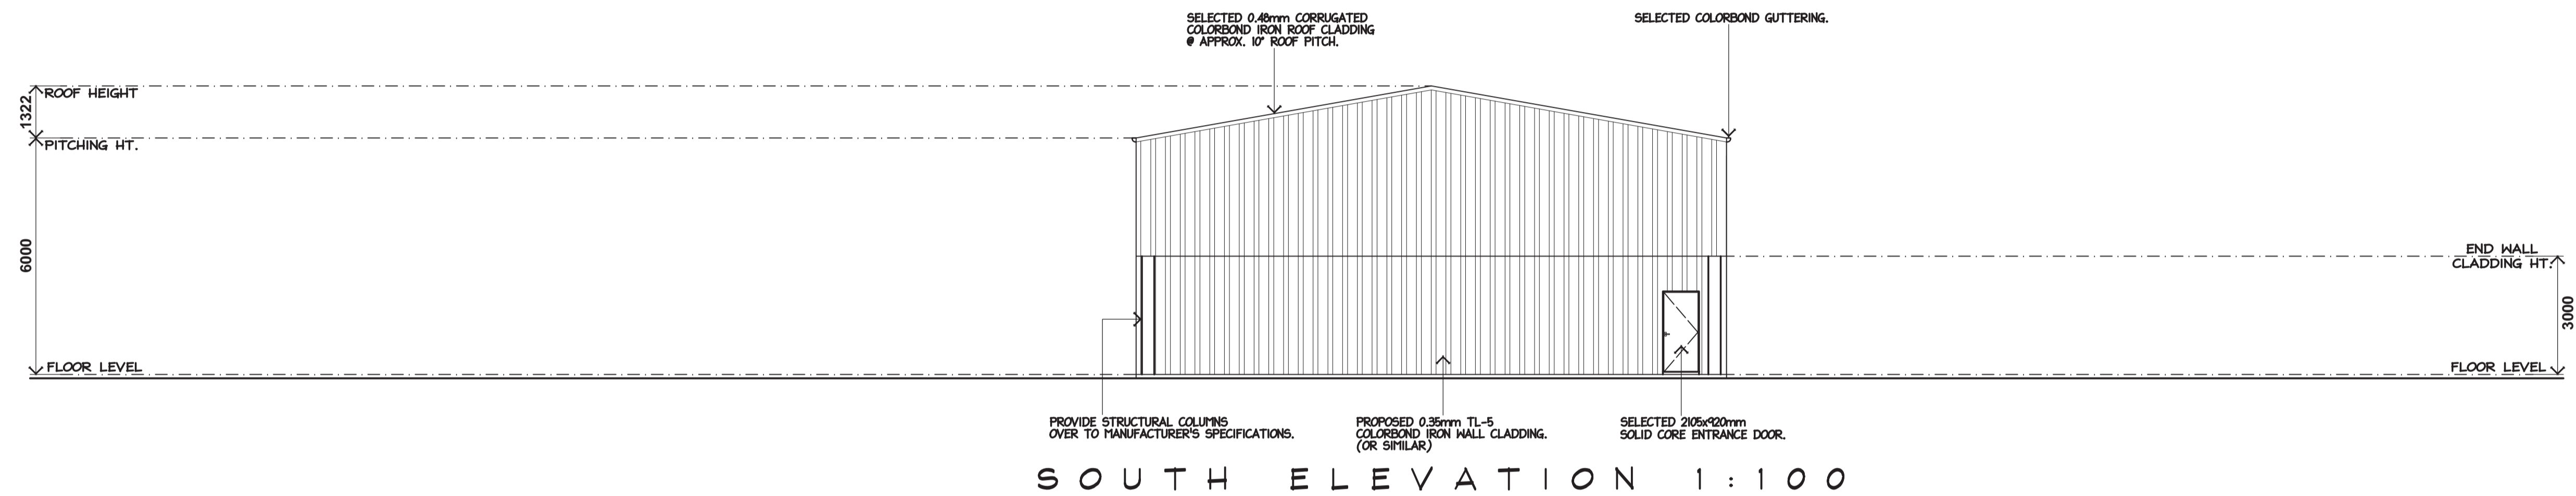 SELECTED 0.48mm CORRUGATED
COLORBOND IRON ROOF CLADDING
@ APPROX. 10° ROOF PITCH.
SELECTED COLORBOND GUTTERING.
ROOF HEIGHT
1322
PITCHING HT.
6000
END WALL
CLADDING HT.
3000
FLOOR LEVEL
FLOOR LEVEL
PROVIDE STRUCTURAL COLUMNS
OVER TO MANUFACTURER'S SPECIFICATIONS.
PROPOSED 0.35mm TL-5
COLORBOND IRON WALL CLADDING.
(OR SIMILAR)
SELECTED 2105x920mm
SOLID CORE ENTRANCE DOOR.
SOUTH ELEVATION 1:100